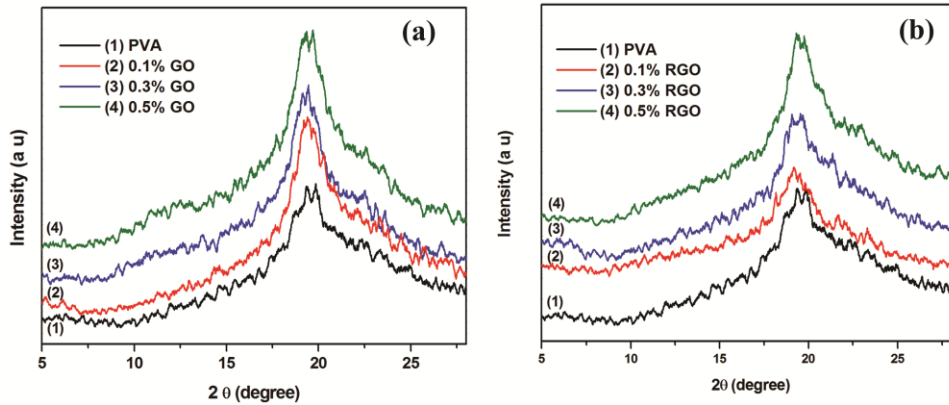 (a)
(1) PVA
(2) 0.1% GO
(3) 0.3% GO
(4) 0.5% GO
Intensity (a u)
(4)
(3)
(2)
(1)
5 10 15 20 25
2 θ (degree)
(b)
(1) PVA
(2) 0.1% RGO
(3) 0.3% RGO
(4) 0.5% RGO
Intensity (a u)
(4)
(3)
(2)
(1)
5 10 15 20 25
2θ (degree)